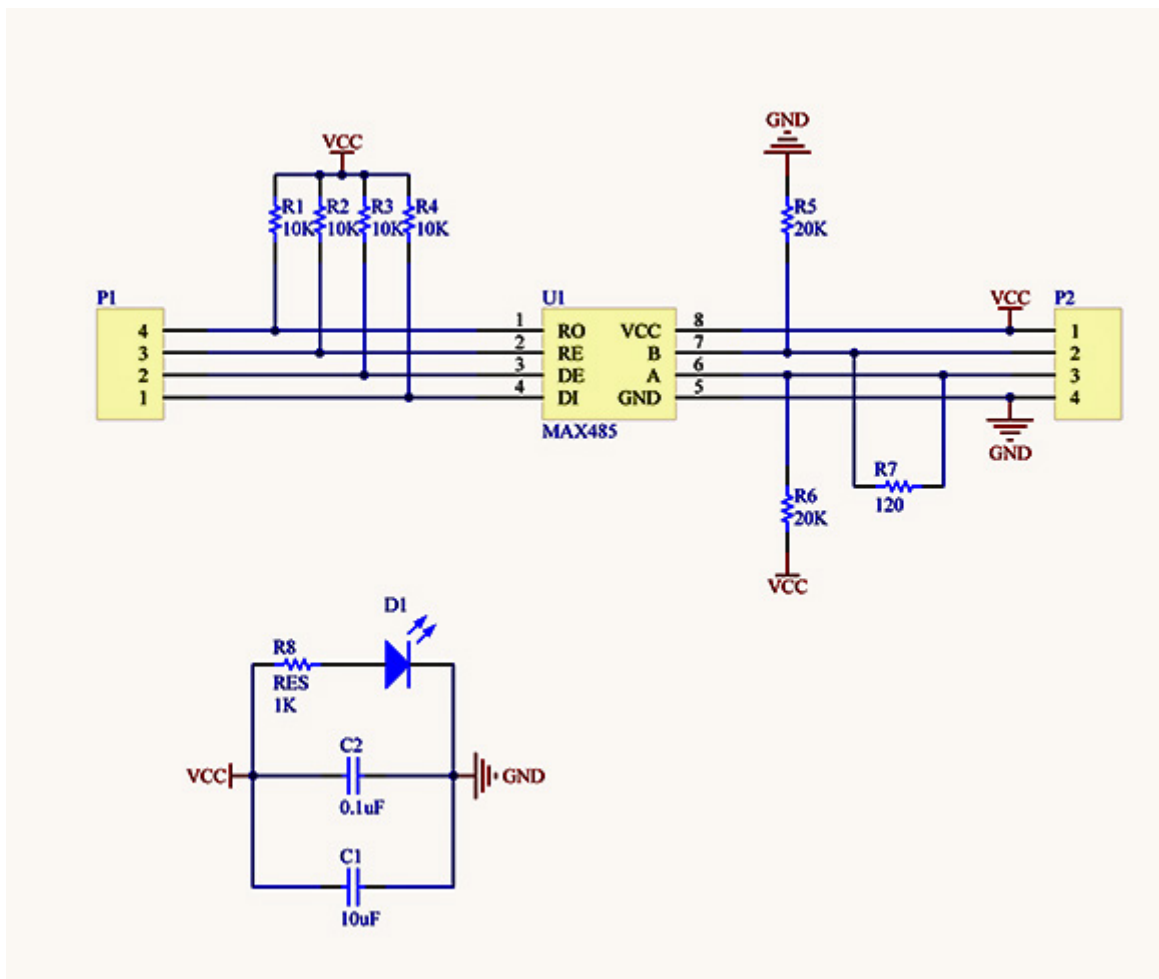 GND
VCC
R1
10K
R2
10K
R3
10K
R4
10K
R5
20K
P1
4
3
2
1
U1
1
2
3
4
RO
RE
DE
DI
VCC
B
A
GND
8
7
6
5
MAX485
VCC
P2
1
2
3
4
GND
R7
120
R6
20K
VCC
D1
R8
RES
1K
VCC
C2
0.1uF
GND
C1
10uF